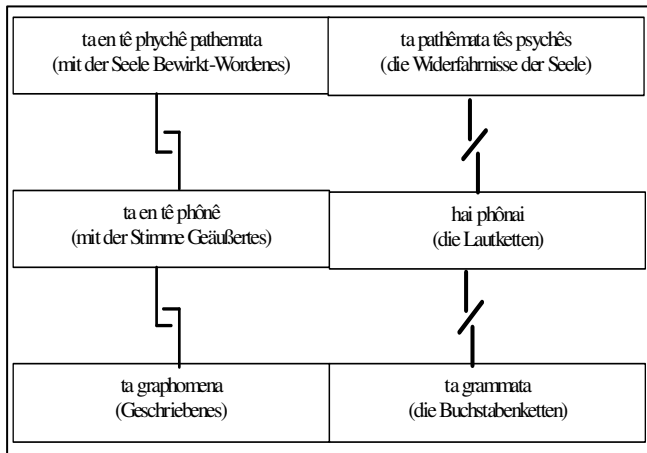 ta en tê phychê pathemata
(mit der Seele Bewirkt-Wordenes)
ta pathêmata tês psychês
(die Widerfahrnisse der Seele)
ta en tê phônê
(mit der Stimme Geäußertes)
hai phônai
(die Lautketten)
ta graphomena
(Geschriebenes)
ta grammata
(die Buchstabenketten)